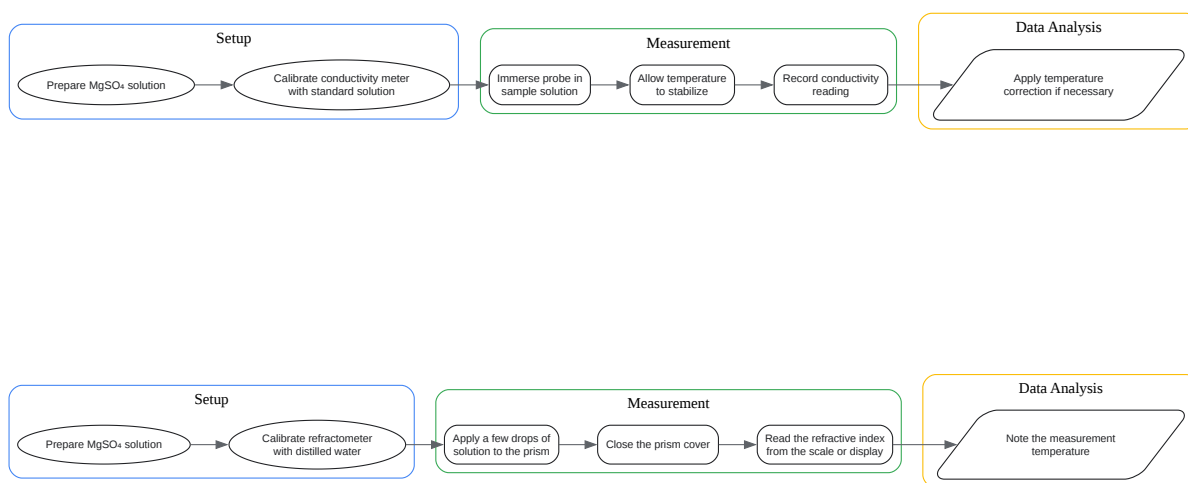 Setup
Prepare MgSO₄ solution
Calibrate conductivity meter
with standard solution
Measurement
Immerse probe in
sample solution
Allow temperature
to stabilize
Record conductivity
reading
Data Analysis
Apply temperature
correction if necessary
Setup
Prepare MgSO₄ solution
Calibrate refractometer
with distilled water
Measurement
Apply a few drops of
solution to the prism
Close the prism cover
Read the refractive index
from the scale or display
Data Analysis
Note the measurement
temperature